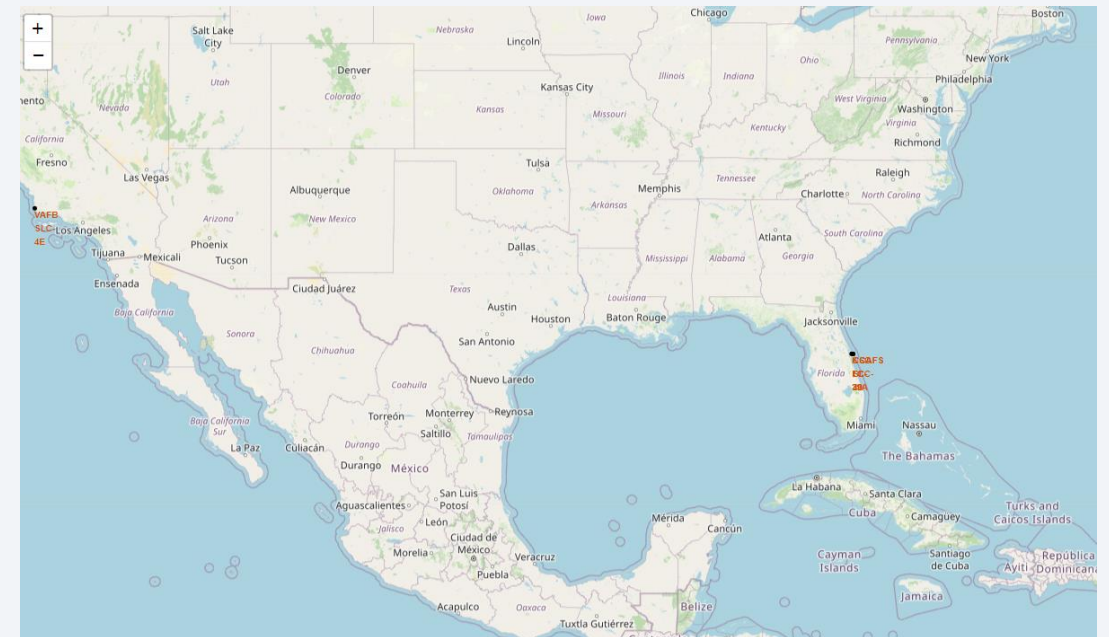 +
−
Chicago
Iowa
Boston
Salt Lake
City
Nebraska
Lincoln
Pennsylvania
New York
Denver
Utah
Illinois
Indiana
Ohio
Philadelphia
Kansas City
Colorado
Nevada
Kansas
Missouri
West Virginia
Washington
Virginia
Kentucky
Richmond
California
Fresno
Las Vegas
Tulsa
Albuquerque
Oklahoma
Memphis
Tennessee
Raleigh
Charlotte
North Carolina
Arkansas
VAFB
SLC-
4E
Los Angeles
Arizona
New Mexico
Phoenix
Dallas
Atlanta
South Carolina
Tijuana
Mexicali
Tucson
Mississippi
Alabama
Georgia
Ensenada
Ciudad Juárez
Texas
Louisiana
Baja California
Austin
Houston
Baton Rouge
Jacksonville
Sonora
San Antonio
Chihuahua
Florida
Coahuila
Nuevo Laredo
Torreón
Monterrey
Reynosa
Baja California
Sur
Saltillo
Tamaulipas
Miami
Nassau
La Paz
Culiacán
Durango
Durango
México
The Bahamas
La Habana
Santa Clara
Aguascalientes
San Luis
Potosí
León
Jalisco
Mérida
Cancún
Cuba
Camagüey
Turks and
Caicos Islands
Ciudad de
México
Morelia
Veracruz
Puebla
Cayman
Islands
Santiago
de Cuba
Ayiti
República
Dominicana
Acapulco
Oaxaca
Tuxtla Gutiérrez
Belize
Jamaica